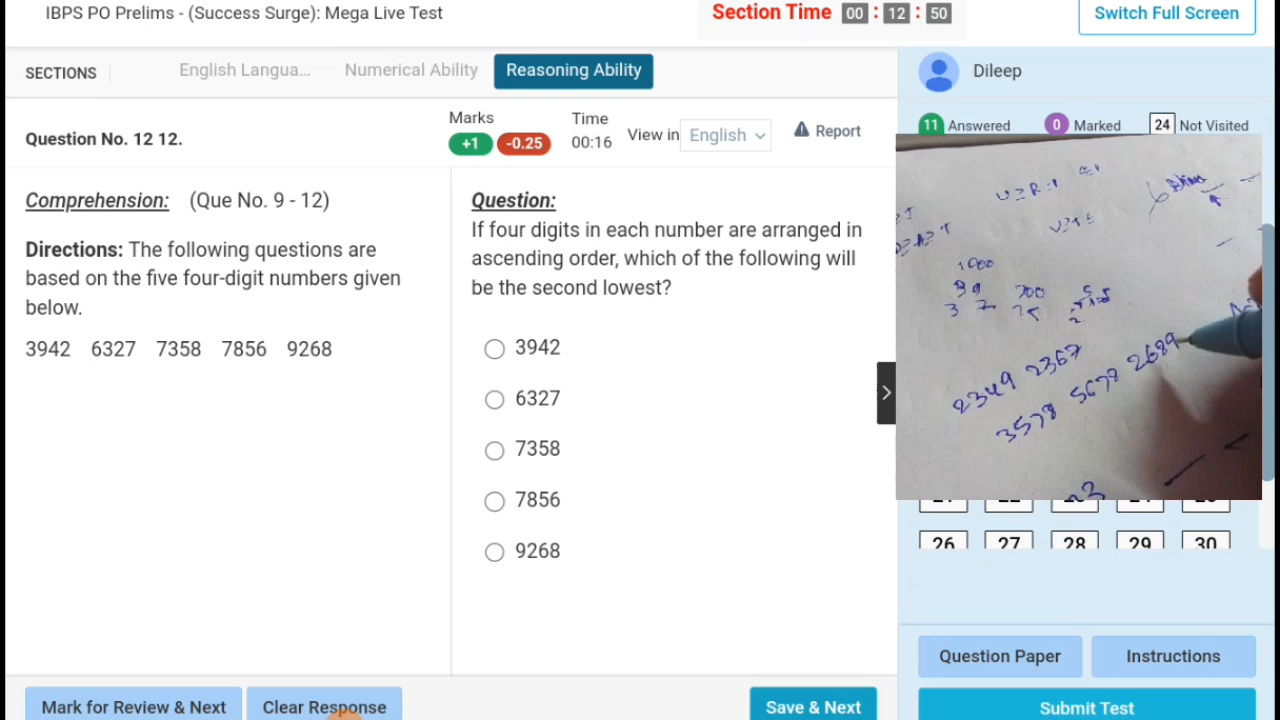 IBPS PO Prelims - (Success Surge): Mega Live Test
Section Time 00 : 12 : 50
Switch Full Screen
SECTIONS
English Langua...
Numerical Ability
Reasoning Ability
Dileep
Question No. 12 12.
Marks
+1 -0.25
Time
00:16
View in English
Report
11 Answered
0 Marked
24 Not Visited
Comprehension: (Que No. 9 - 12)
Directions: The following questions are
based on the five four-digit numbers given
below.
3942 6327 7358 7856 9268
Question:
If four digits in each number are arranged in
ascending order, which of the following will
be the second lowest?
3942
6327
7358
7856
9268
1000
700
2349 2367
3578 5678 2689
26 27 28 29 30
Question Paper
Instructions
Mark for Review & Next
Clear Response
Save & Next
Submit Test